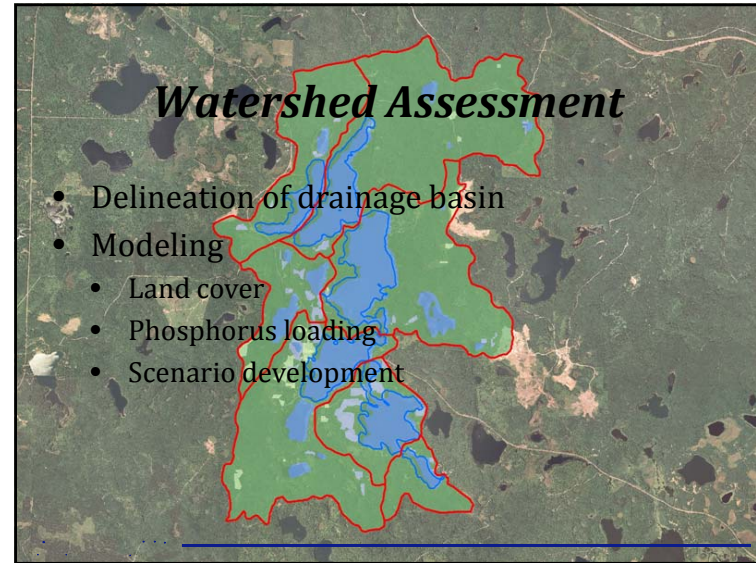 Watershed Assessment
• Delineation of drainage basin
• Modeling
• Land cover
• Phosphorus loading
• Scenario development